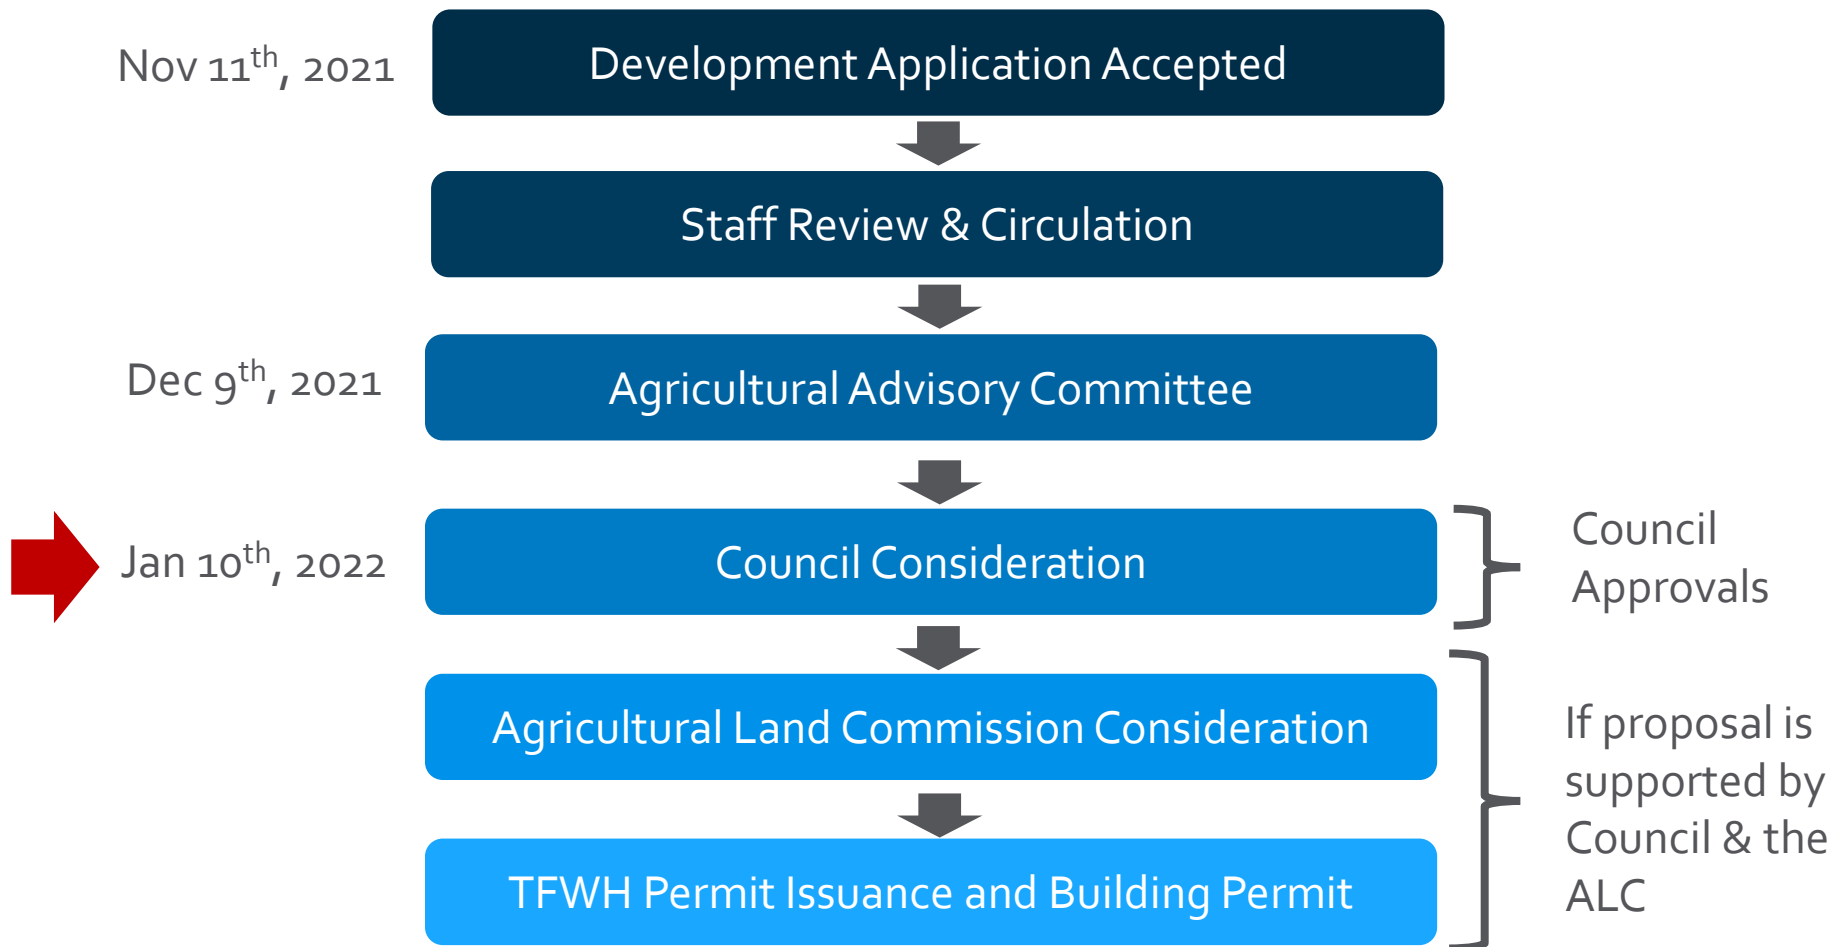 Nov 11th, 2021
Development Application Accepted
Staff Review & Circulation
Dec 9th, 2021
Agricultural Advisory Committee
Jan 10th, 2022
Council Consideration
Council
Approvals
Agricultural Land Commission Consideration
TFWH Permit Issuance and Building Permit
If proposal is
supported by
Council & the
ALC